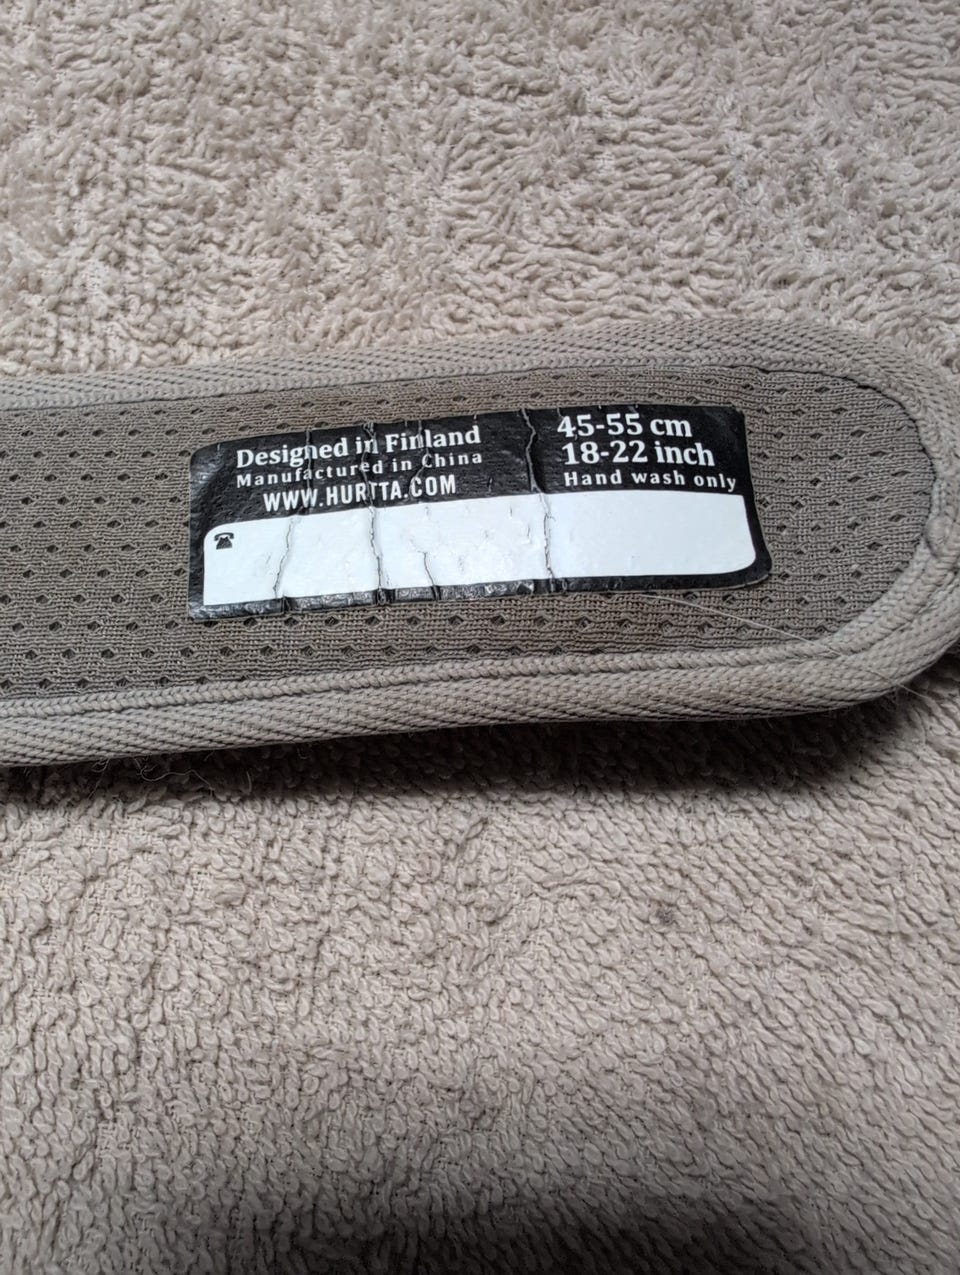 Designed in Finland
Manufactured in China
WWW.HURTTA.COM
45-55 cm
18-22 inch
Hand wash only